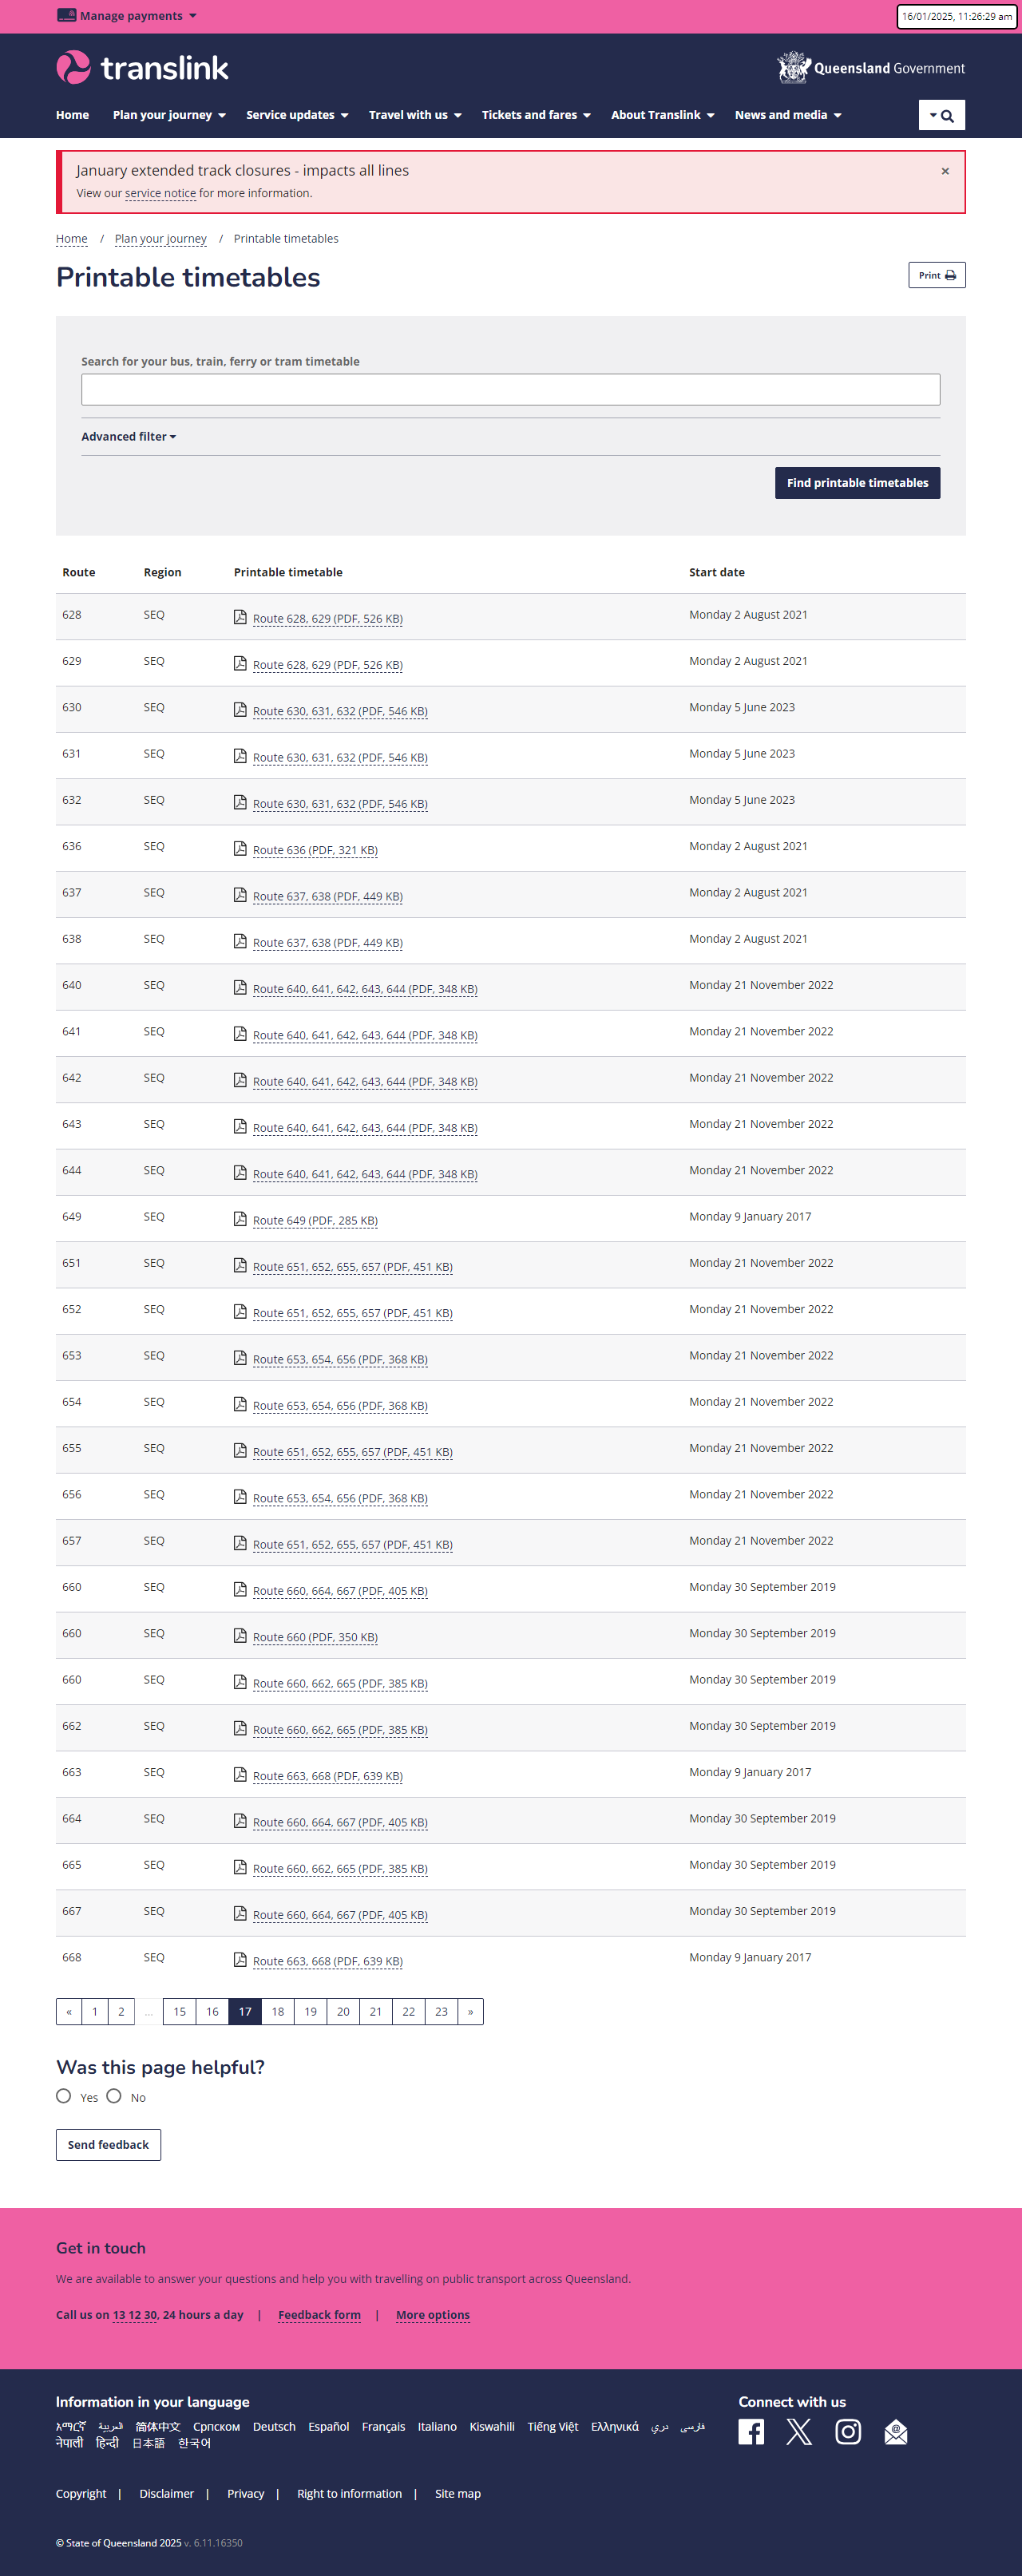 Manage payments
16/01/2025, 11:26:29 am
translink
Queensland Government
Home Plan your journey Service updates Travel with us Tickets and fares About Translink News and media
January extended track closures - impacts all lines ×
View our service notice for more information.
Home / Plan your journey / Printable timetables
Printable timetables
Print
Search for your bus, train, ferry or tram timetable
Advanced filter
Find printable timetables
Route Region Printable timetable Start date
628 SEQ Route 628, 629 (PDF, 526 KB) Monday 2 August 2021
629 SEQ Route 628, 629 (PDF, 526 KB) Monday 2 August 2021
630 SEQ Route 630, 631, 632 (PDF, 546 KB) Monday 5 June 2023
631 SEQ Route 630, 631, 632 (PDF, 546 KB) Monday 5 June 2023
632 SEQ Route 630, 631, 632 (PDF, 546 KB) Monday 5 June 2023
636 SEQ Route 636 (PDF, 321 KB) Monday 2 August 2021
637 SEQ Route 637, 638 (PDF, 449 KB) Monday 2 August 2021
638 SEQ Route 637, 638 (PDF, 449 KB) Monday 2 August 2021
640 SEQ Route 640, 641, 642, 643, 644 (PDF, 348 KB) Monday 21 November 2022
641 SEQ Route 640, 641, 642, 643, 644 (PDF, 348 KB) Monday 21 November 2022
642 SEQ Route 640, 641, 642, 643, 644 (PDF, 348 KB) Monday 21 November 2022
643 SEQ Route 640, 641, 642, 643, 644 (PDF, 348 KB) Monday 21 November 2022
644 SEQ Route 640, 641, 642, 643, 644 (PDF, 348 KB) Monday 21 November 2022
649 SEQ Route 649 (PDF, 285 KB) Monday 9 January 2017
651 SEQ Route 651, 652, 655, 657 (PDF, 451 KB) Monday 21 November 2022
652 SEQ Route 651, 652, 655, 657 (PDF, 451 KB) Monday 21 November 2022
653 SEQ Route 653, 654, 656 (PDF, 368 KB) Monday 21 November 2022
654 SEQ Route 653, 654, 656 (PDF, 368 KB) Monday 21 November 2022
655 SEQ Route 651, 652, 655, 657 (PDF, 451 KB) Monday 21 November 2022
656 SEQ Route 653, 654, 656 (PDF, 368 KB) Monday 21 November 2022
657 SEQ Route 651, 652, 655, 657 (PDF, 451 KB) Monday 21 November 2022
660 SEQ Route 660, 664, 667 (PDF, 405 KB) Monday 30 September 2019
660 SEQ Route 660 (PDF, 350 KB) Monday 30 September 2019
660 SEQ Route 660, 662, 665 (PDF, 385 KB) Monday 30 September 2019
662 SEQ Route 660, 662, 665 (PDF, 385 KB) Monday 30 September 2019
663 SEQ Route 663, 668 (PDF, 639 KB) Monday 9 January 2017
664 SEQ Route 660, 664, 667 (PDF, 405 KB) Monday 30 September 2019
665 SEQ Route 660, 662, 665 (PDF, 385 KB) Monday 30 September 2019
667 SEQ Route 660, 664, 667 (PDF, 405 KB) Monday 30 September 2019
668 SEQ Route 663, 668 (PDF, 639 KB) Monday 9 January 2017
« 1 2 ... 15 16 17 18 19 20 21 22 23 »
Was this page helpful?
Yes No
Send feedback
Get in touch
We are available to answer your questions and help you with travelling on public transport across Queensland.
Call us on 13 12 30, 24 hours a day | Feedback form | More options
Information in your language Connect with us
አማርኛ العربية 简体中文 Српском Deutsch Español Français Italiano Kiswahili Tiếng Việt Ελληνικά دری فارسی
नेपाली हिन्दी 日本語 한국어
Copyright | Disclaimer | Privacy | Right to information | Site map
© State of Queensland 2025 v. 6.11.16350